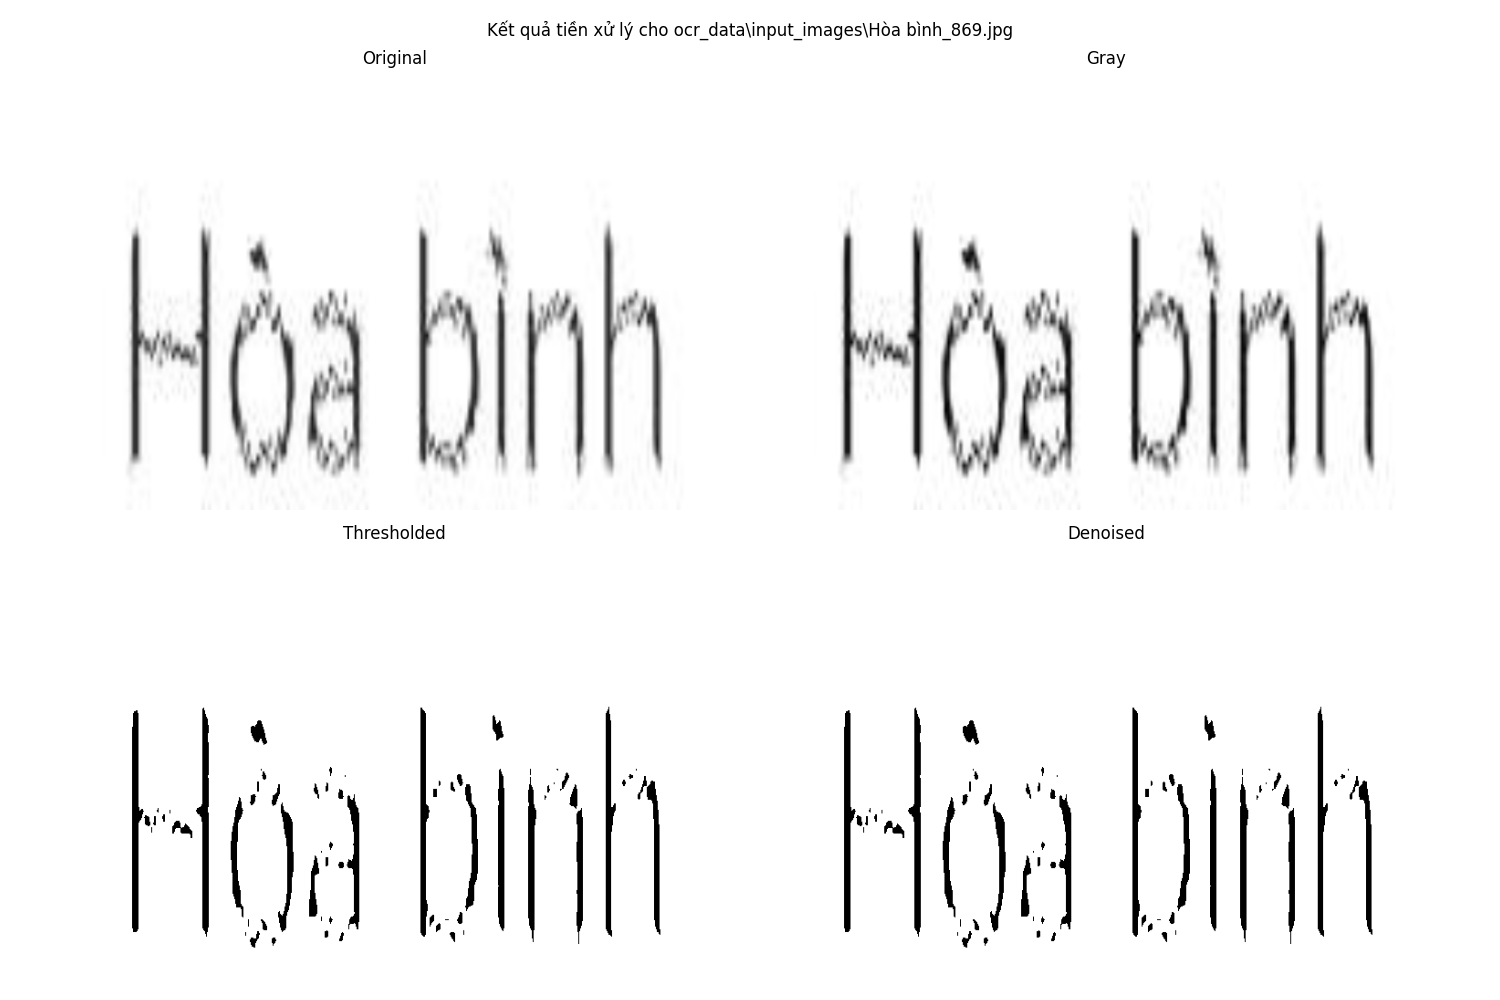 Kết quả tiền xử lý cho ocr_data\input_images\Hòa bình_869.jpg
Original
Gray
Hòa bình
Hòa bình
Thresholded
Denoised
Hòa bình
Hòa bình